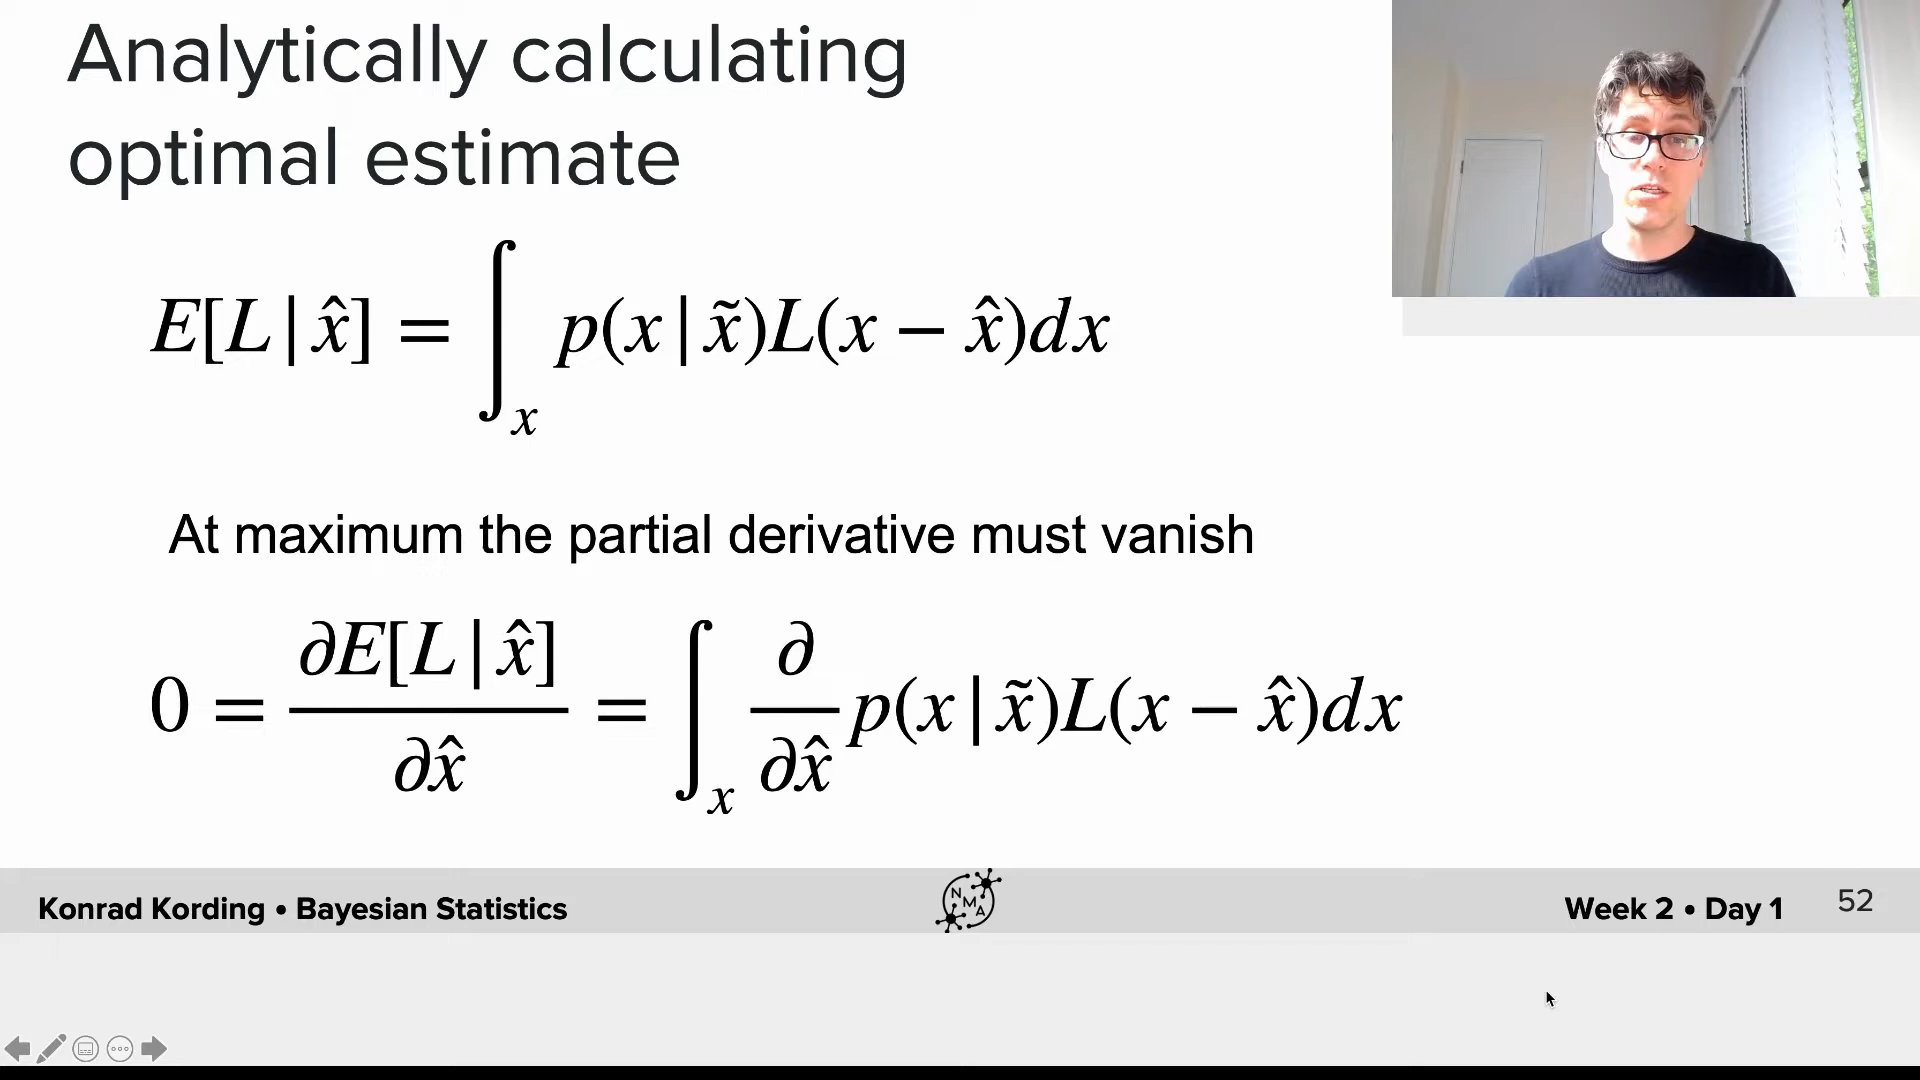 Analytically calculating
optimal estimate
E[L|x̂] = ∫ₓ p(x|x̃)L(x − x̂)dx
At maximum the partial derivative must vanish
0 = ∂E[L|x̂]/∂x̂ = ∫ₓ ∂/∂x̂ p(x|x̃)L(x − x̂)dx
Konrad Kording • Bayesian Statistics
NMA
Week 2 • Day 1
52